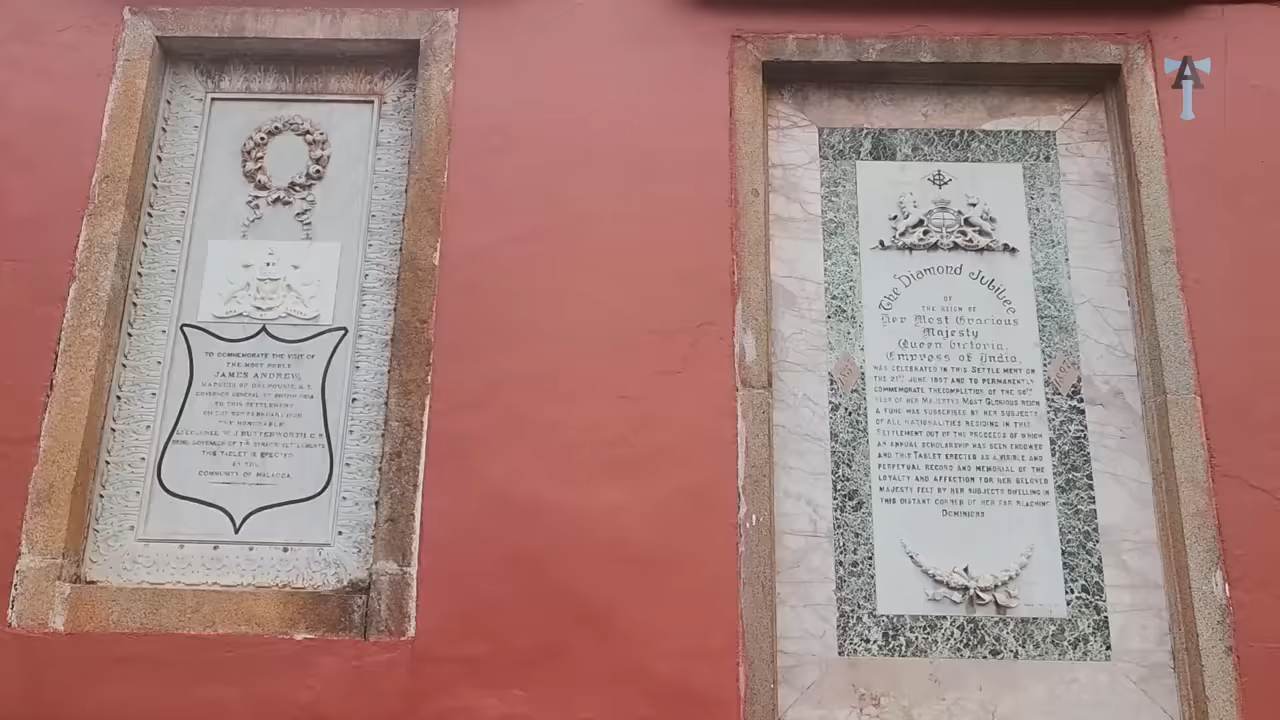 TO COMMEMORATE THE VISIT OF
THE MOST NOBLE
JAMES ANDREW,
MARQUIS OF DALHOUSIE K.T.
GOVERNOR GENERAL OF BRITISH INDIA
TO THIS SETTLEMENT
THE HONORABLE
W. J. BUTTERWORTH C.B.
BEING GOVERNOR OF THE STRAITS SETTLEMENTS
THIS TABLET IS ERECTED
BY THE
COMMUNITY OF MALACCA.
The Diamond Jubilee
OF
THE REIGN OF
Her Most Gracious
Majesty
Queen Victoria,
Empress of India,
WAS CELEBRATED IN THIS SETTLEMENT ON
THE 21ST JUNE 1897 AND TO PERMANENTLY
COMMEMORATE THE COMPLETION OF THE 60TH
YEAR OF HER MAJESTY'S MOST GLORIOUS REIGN
A FUND WAS SUBSCRIBED BY HER SUBJECTS
OF ALL NATIONALITIES RESIDING IN THIS
SETTLEMENT OUT OF THE PROCEEDS OF WHICH
AN ANNUAL SCHOLARSHIP HAS BEEN ENDOWED
AND THIS TABLET ERECTED AS A VISIBLE AND
PERPETUAL RECORD AND MEMORIAL OF THE
LOYALTY AND AFFECTION FOR HER BELOVED
MAJESTY FELT BY HER SUBJECTS DWELLING IN
THIS DISTANT CORNER OF HER FAR REACHING
DOMINIONS
A